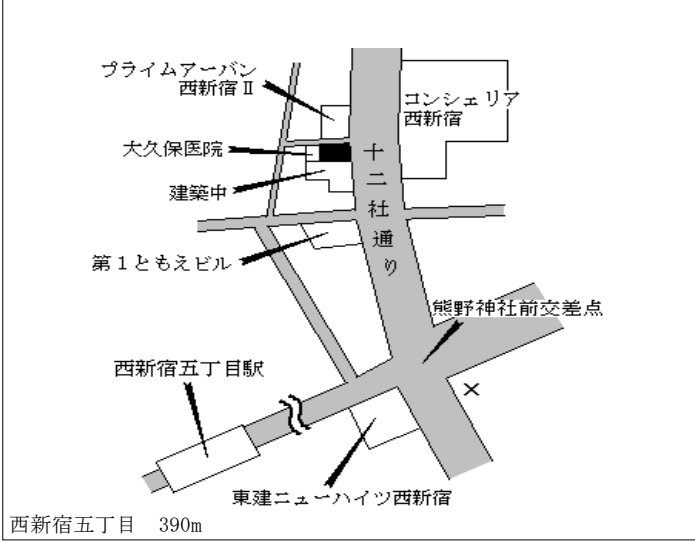 プライムアーバン
西新宿Ⅱ
コンシェリア
西新宿
大久保医院
十二社通り
建築中
第１ともえビル
熊野神社前交差点
西新宿五丁目駅
東建ニューハイツ西新宿
西新宿五丁目　390m